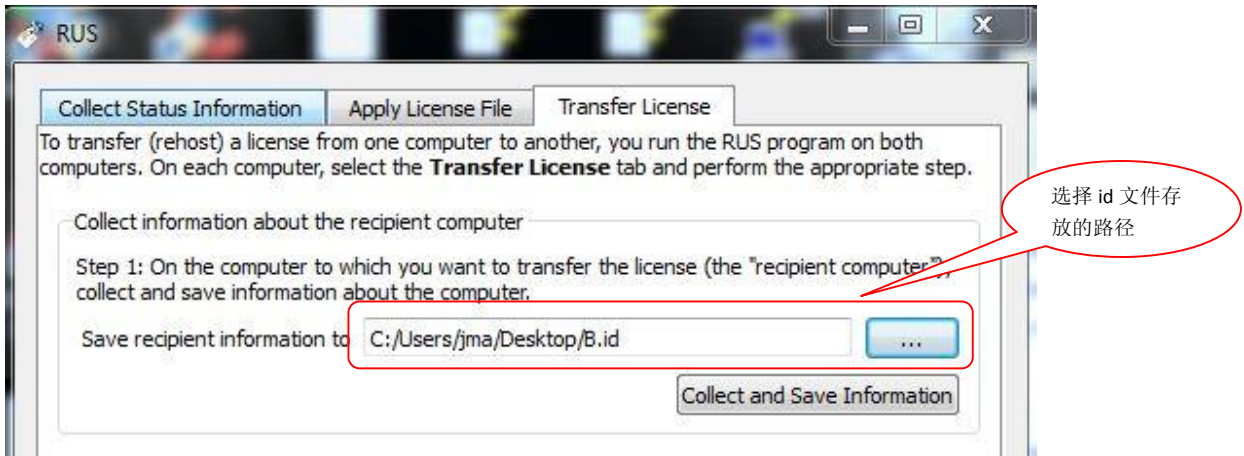 RUS
Collect Status Information
Apply License File
Transfer License
To transfer (rehost) a license from one computer to another, you run the RUS program on both
computers. On each computer, select the Transfer License tab and perform the appropriate step.
Collect information about the recipient computer
Step 1: On the computer to which you want to transfer the license (the "recipient computer"),
collect and save information about the computer.
Save recipient information to
C:/Users/jma/Desktop/B.id
...
Collect and Save Information
选择 id 文件存
放的路径